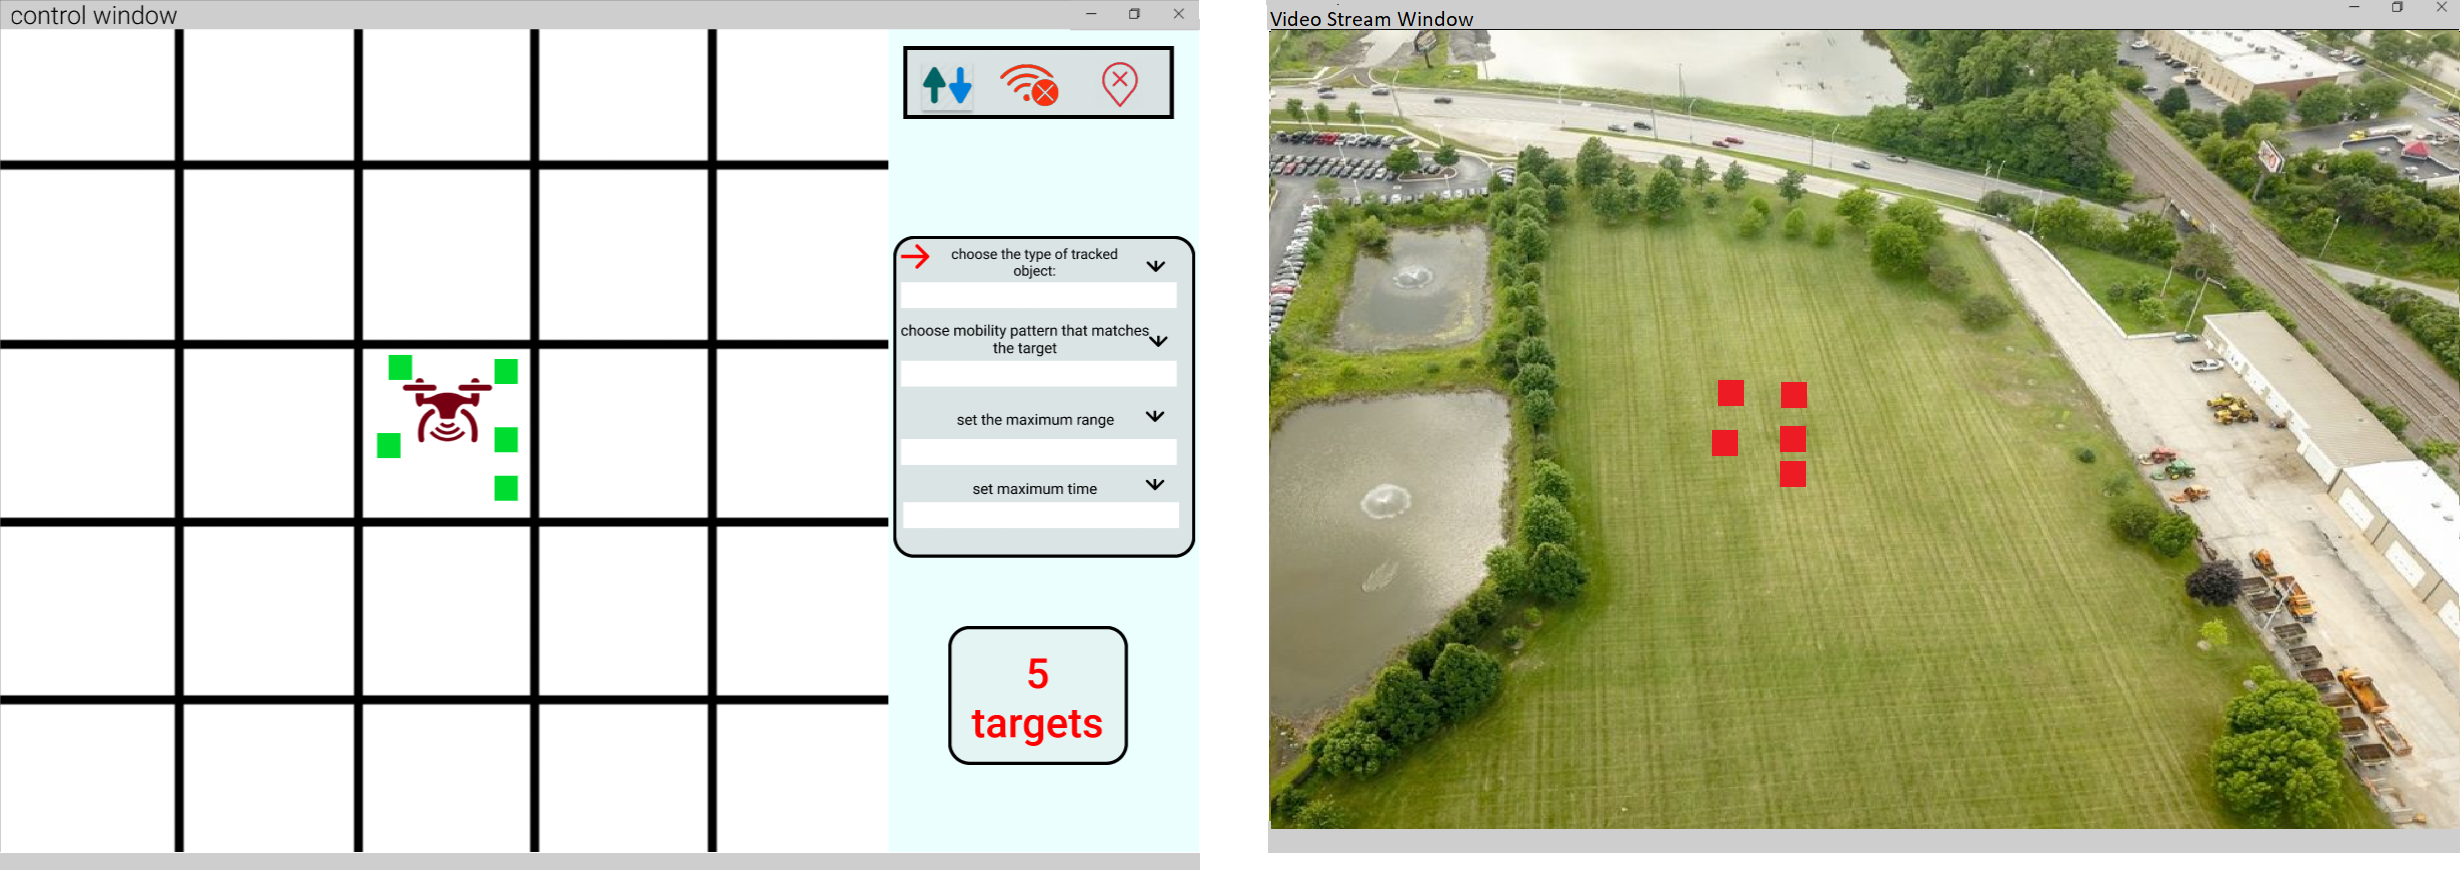 control window
choose the type of tracked
object:
choose mobility pattern that matches
the target
set the maximum range
set maximum time
5
targets
Video Stream Window